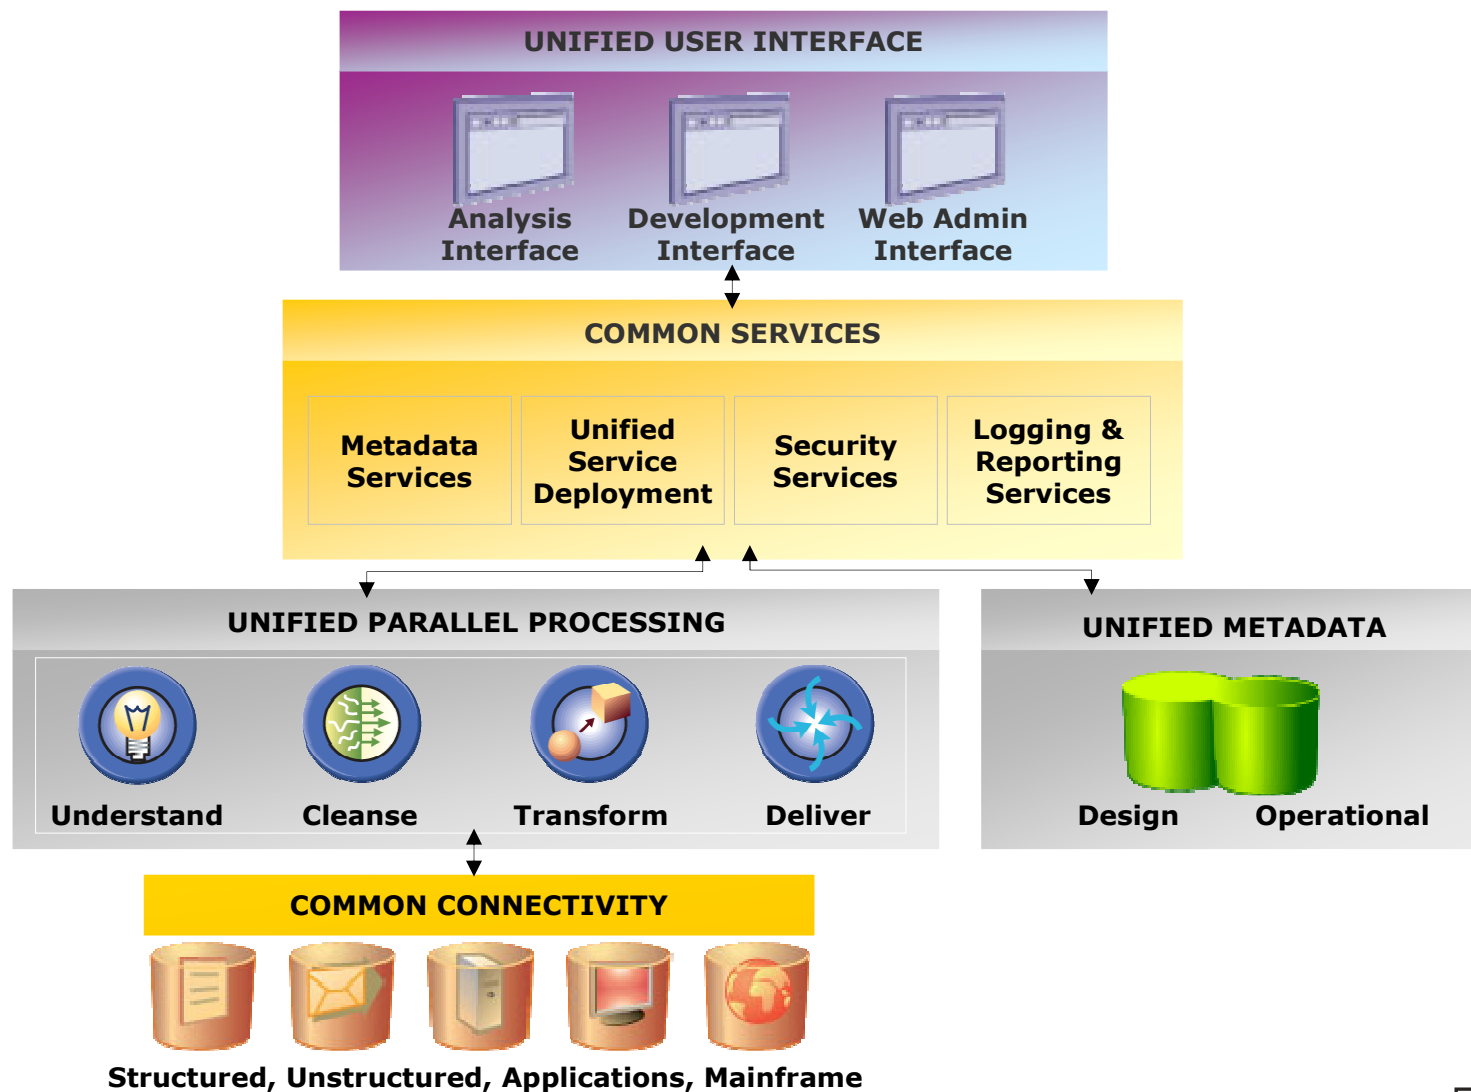 UNIFIED USER INTERFACE
Analysis
Interface
Development
Interface
Web Admin
Interface
COMMON SERVICES
Metadata
Services
Unified
Service
Deployment
Security
Services
Logging &
Reporting
Services
UNIFIED PARALLEL PROCESSING
Understand
Cleanse
Transform
Deliver
UNIFIED METADATA
Design
Operational
COMMON CONNECTIVITY
Structured, Unstructured, Applications, Mainframe